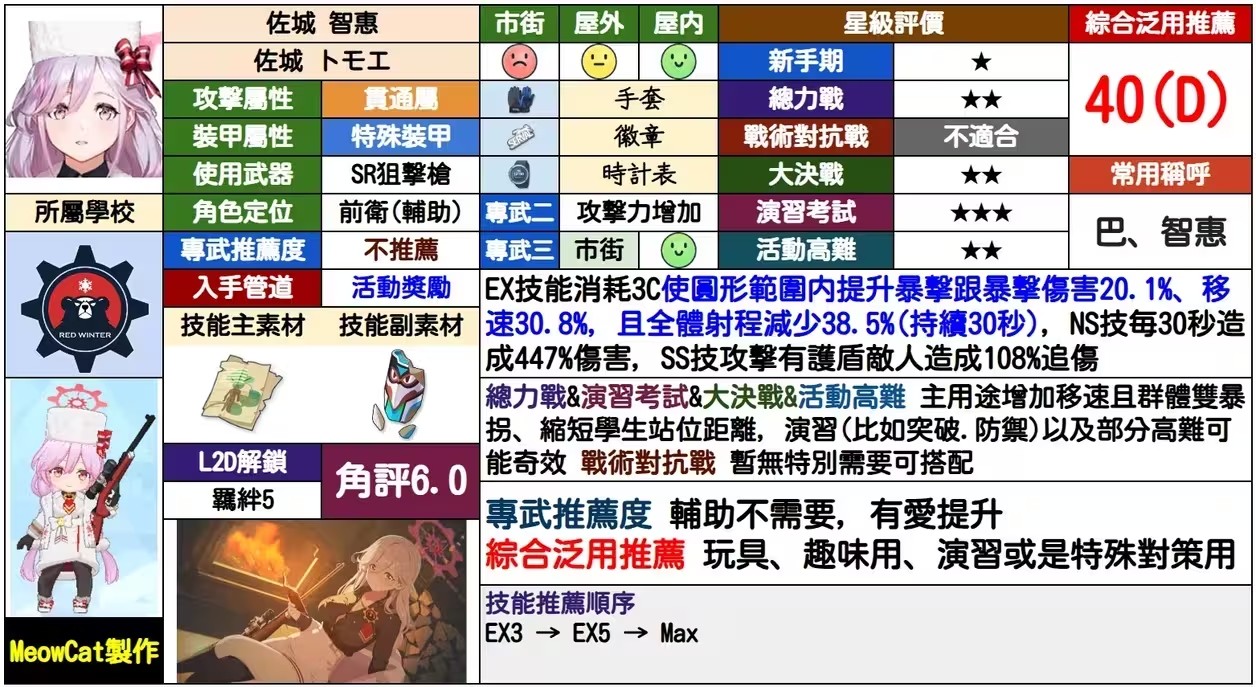 佐城 智惠
佐城 トモエ
攻擊屬性 貫通屬
裝甲屬性 特殊裝甲
使用武器 SR狙擊槍
所屬學校
角色定位 前衛(輔助)
專武推薦度 不推薦
入手管道 活動獎勵
RED WINTER
技能主素材 技能副素材
L2D解鎖
羈絆5
角評6.0
MeowCat製作
市街 屋外 屋內
手套
徽章
時計表
專武二 攻擊力增加
專武三 市街
星級評價
新手期 ★
總力戰 ★★
戰術對抗戰 不適合
大決戰 ★★
演習考試 ★★★
活動高難 ★★
綜合泛用推薦
40(D)
常用稱呼
巴、智惠
EX技能消耗3C使圓形範圍內提升暴擊跟暴擊傷害20.1%、移
速30.8%, 且全體射程減少38.5%(持續30秒), NS技每30秒造
成447%傷害, SS技攻擊有護盾敵人造成108%追傷
總力戰&演習考試&大決戰&活動高難 主用途增加移速且群體雙暴
拐、縮短學生站位距離, 演習(比如突破.防禦)以及部分高難可
能奇效 戰術對抗戰 暫無特別需要可搭配
專武推薦度 輔助不需要, 有愛提升
綜合泛用推薦 玩具、趣味用、演習或是特殊對策用
技能推薦順序
EX3 → EX5 → Max